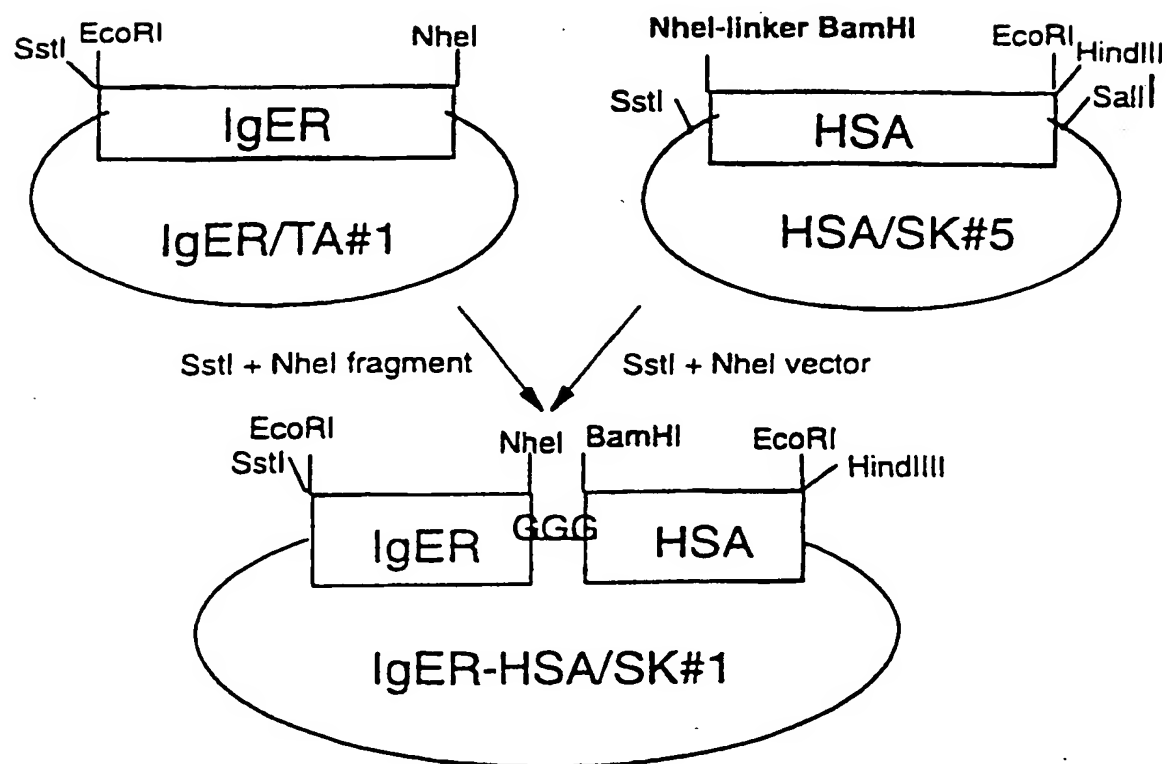 SstI EcoRI NheI
IgER
IgER/TA#1
NheI-linker BamHI EcoRI HindIII
SstI SalI
HSA
HSA/SK#5
SstI + NheI fragment
SstI + NheI vector
EcoRI NheI BamHI EcoRI
SstI HindIIII
IgER GGG HSA
IgER-HSA/SK#1